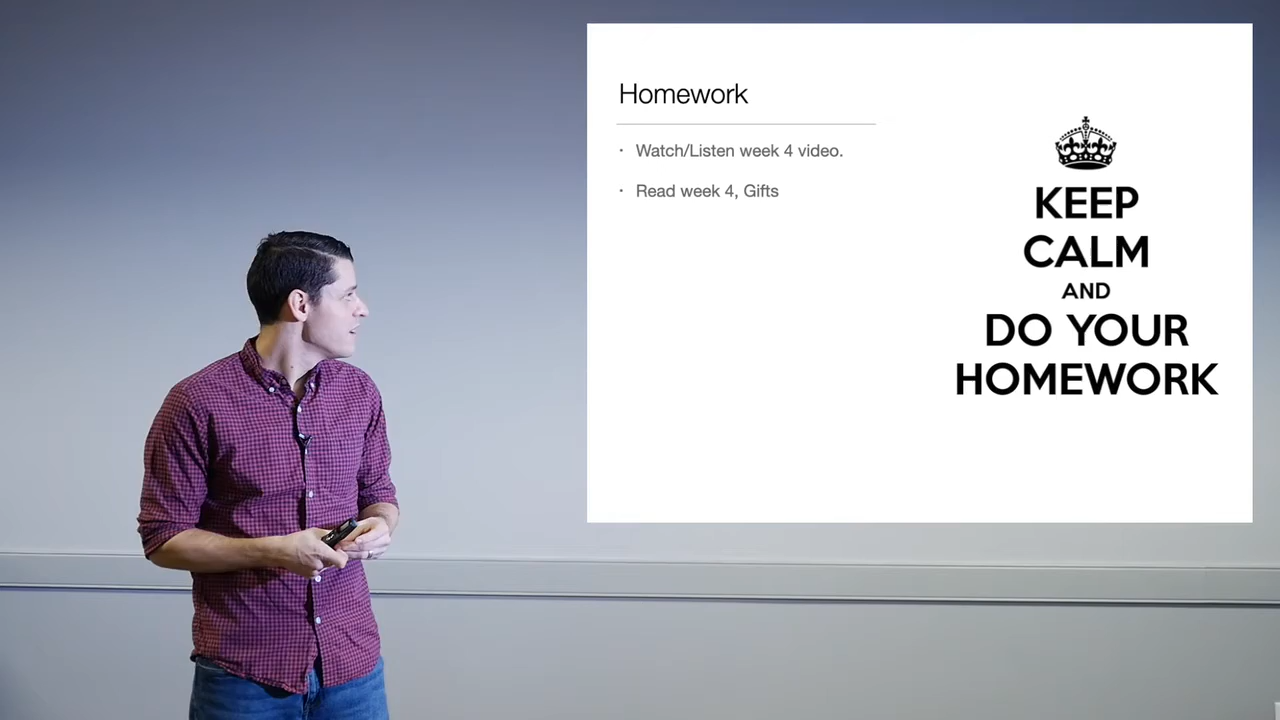 Homework
· Watch/Listen week 4 video.
· Read week 4, Gifts
KEEP
CALM
AND
DO YOUR
HOMEWORK